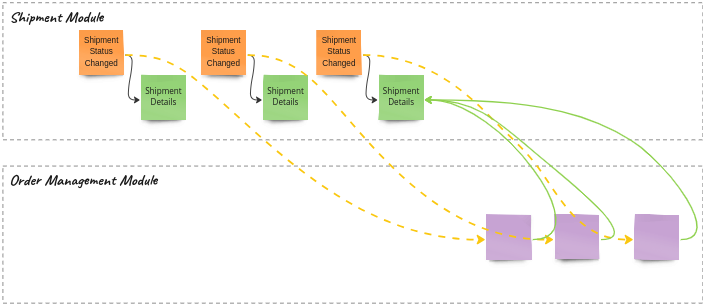 Shipment Module
Shipment
Status
Changed
Shipment
Status
Changed
Shipment
Status
Changed
Shipment
Details
Shipment
Details
Shipment
Details
Order Management Module